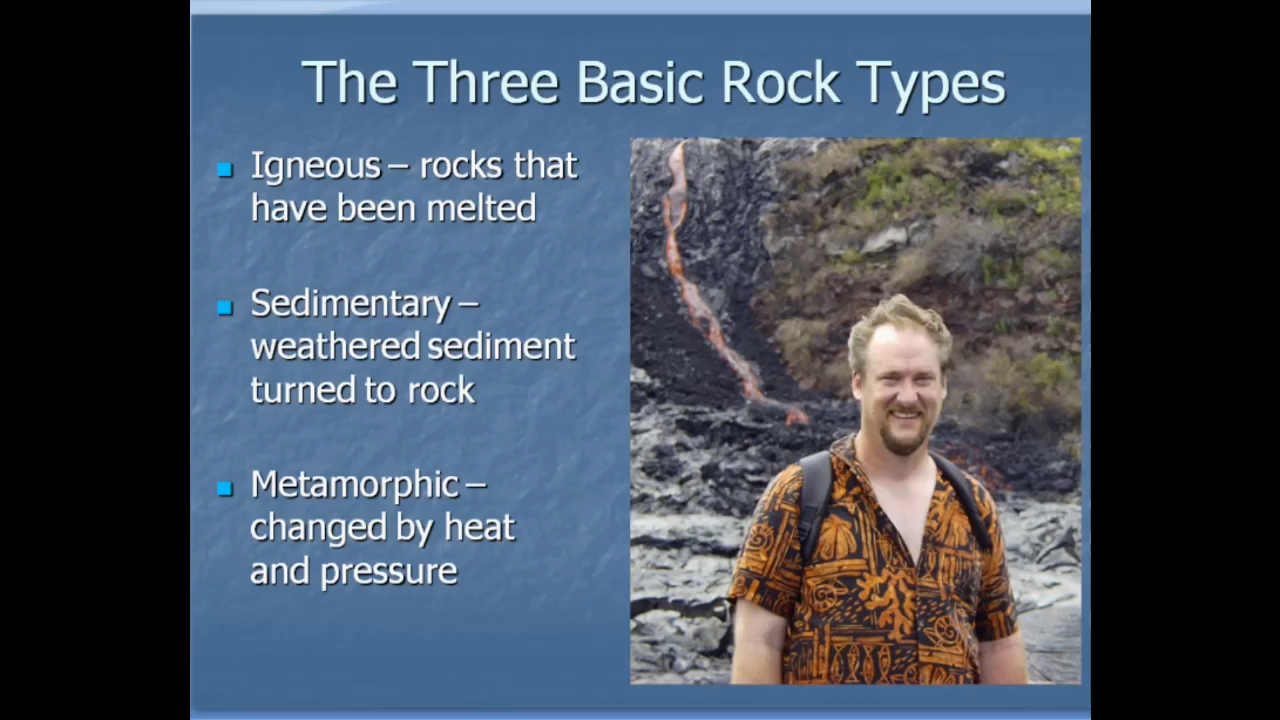 The Three Basic Rock Types
Igneous – rocks that
have been melted
Sedimentary –
weathered sediment
turned to rock
Metamorphic –
changed by heat
and pressure